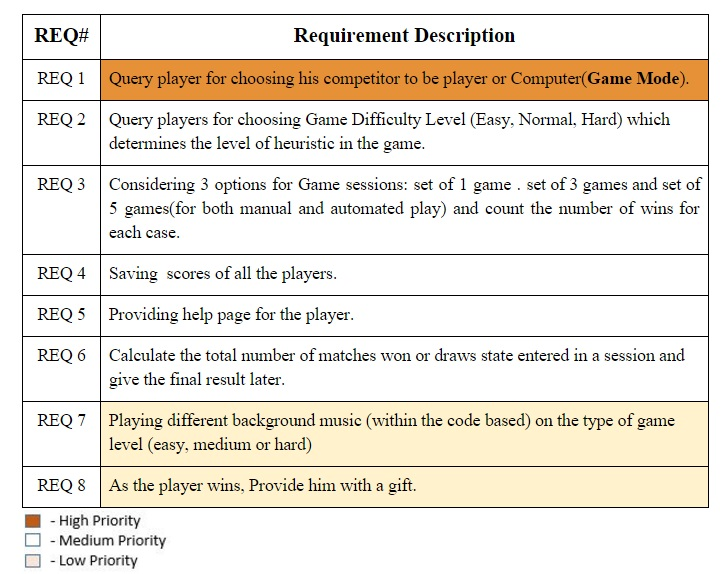 REQ# Requirement Description
REQ 1 Query player for choosing his competitor to be player or Computer(Game Mode).
REQ 2 Query players for choosing Game Difficulty Level (Easy, Normal, Hard) which
determines the level of heuristic in the game.
REQ 3 Considering 3 options for Game sessions: set of 1 game . set of 3 games and set of
5 games(for both manual and automated play) and count the number of wins for
each case.
REQ 4 Saving scores of all the players.
REQ 5 Providing help page for the player.
REQ 6 Calculate the total number of matches won or draws state entered in a session and
give the final result later.
REQ 7 Playing different background music (within the code based) on the type of game
level (easy, medium or hard)
REQ 8 As the player wins, Provide him with a gift.
- High Priority
- Medium Priority
- Low Priority